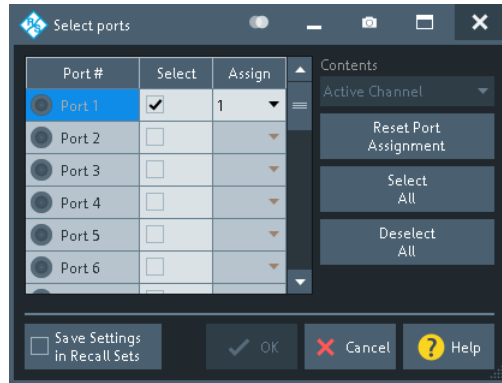 Select ports
Port # Select Assign
Port 1 1
Port 2
Port 3
Port 4
Port 5
Port 6
Contents
Active Channel
Reset Port
Assignment
Select
All
Deselect
All
Save Settings
in Recall Sets
OK
Cancel
? Help